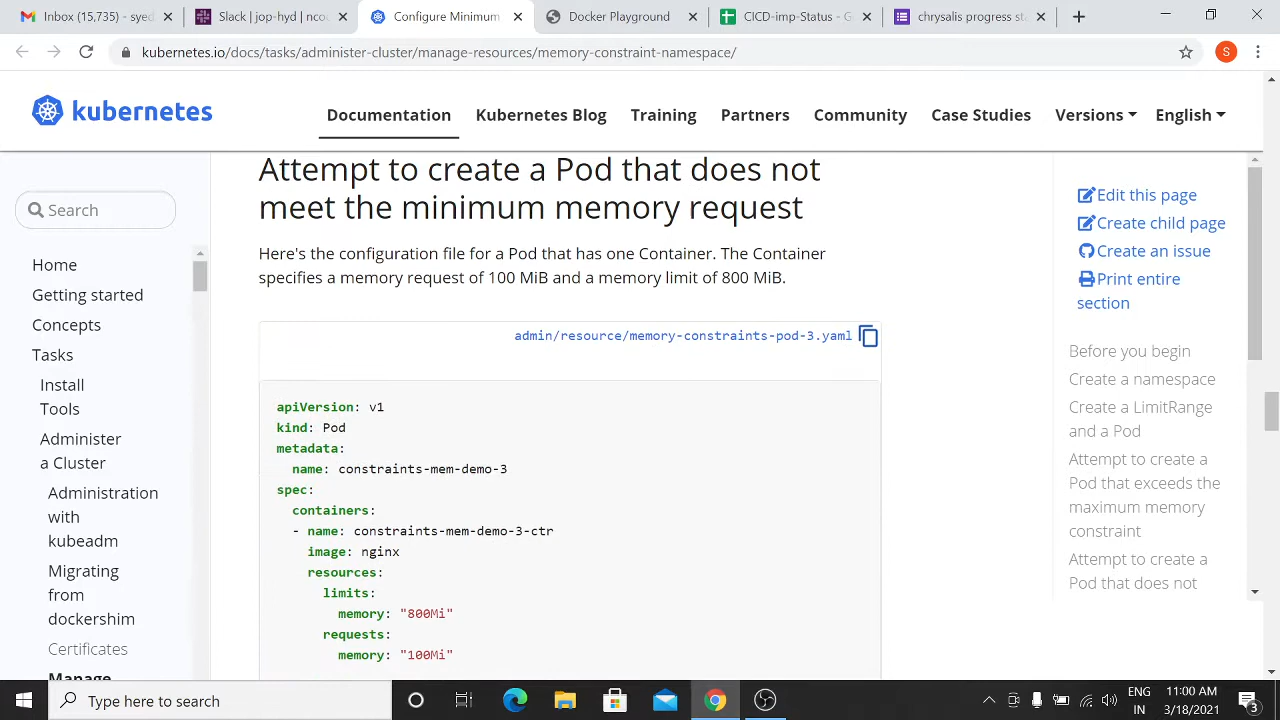 Inbox (15,735) - syed
Slack | jop-hyd | ncou
Configure Minimum
Docker Playground
CICD-imp-Status - G
chrysalis progress sta
kubernetes.io/docs/tasks/administer-cluster/manage-resources/memory-constraint-namespace/
S
kubernetes
Documentation
Kubernetes Blog
Training
Partners
Community
Case Studies
Versions
English
Search
Home
Getting started
Concepts
Tasks
Install
Tools
Administer
a Cluster
Administration
with
kubeadm
Migrating
from
dockershim
Certificates
Manage
Attempt to create a Pod that does not
meet the minimum memory request
Here's the configuration file for a Pod that has one Container. The Container
specifies a memory request of 100 MiB and a memory limit of 800 MiB.
admin/resource/memory-constraints-pod-3.yaml
apiVersion: v1
kind: Pod
metadata:
name: constraints-mem-demo-3
spec:
containers:
- name: constraints-mem-demo-3-ctr
image: nginx
resources:
limits:
memory: "800Mi"
requests:
memory: "100Mi"
Edit this page
Create child page
Create an issue
Print entire
section
Before you begin
Create a namespace
Create a LimitRange
and a Pod
Attempt to create a
Pod that exceeds the
maximum memory
constraint
Attempt to create a
Pod that does not
Type here to search
ENG
IN
11:00 AM
3/18/2021
3